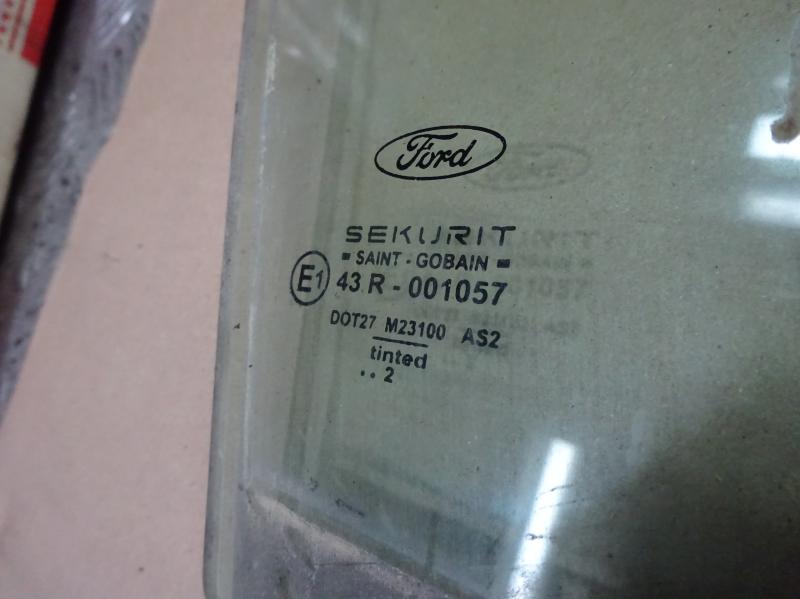 Ford
SEKURIT
SAINT - GOBAIN
E1 43 R - 001057
DOT27 M23100 AS2
tinted
.. 2